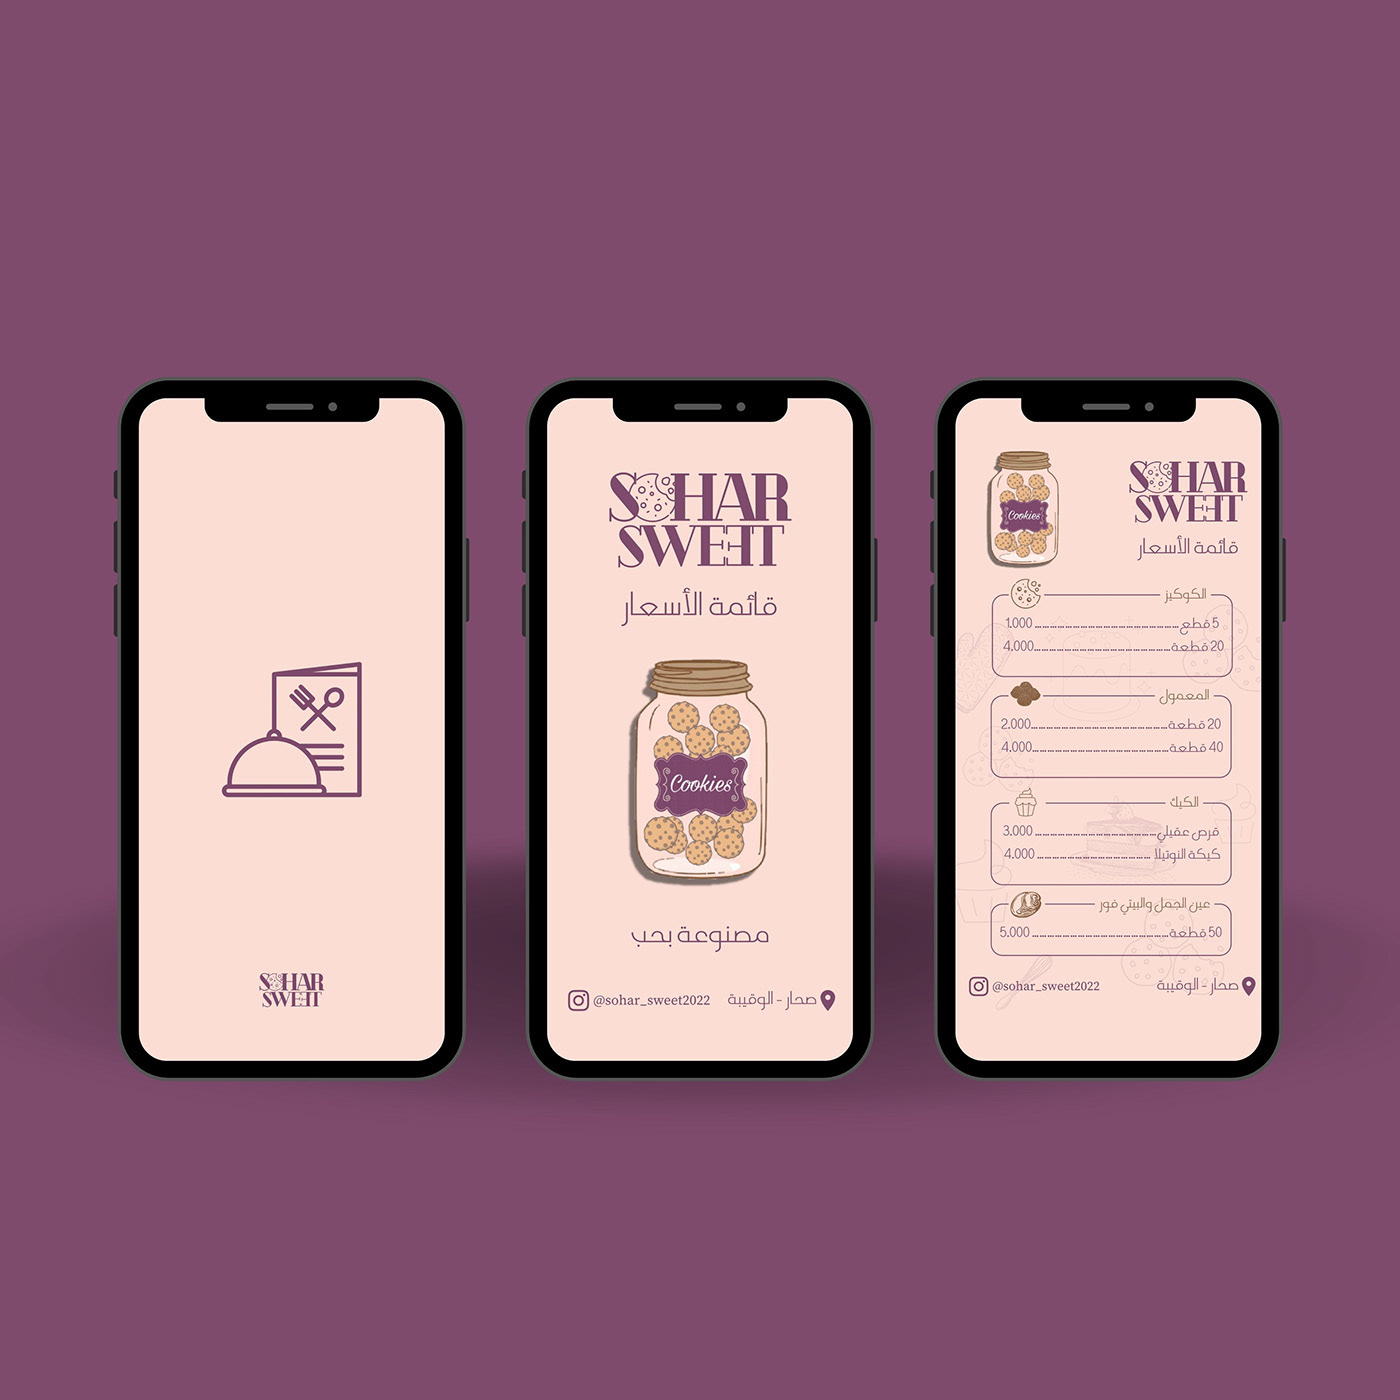 SOHAR
SWEET
SOHAR
SWEET
قائمة الأسعار
Cookies
مصنوعة بحب
@sohar_sweet2022
صحار - الوقيبة
Cookies
SOHAR
SWEET
قائمة الأسعار
الكوكيز
5 قطع ........................................ 1.000
20 قطعة ........................................ 4.000
المعمول
20 قطعة ........................................ 2.000
40 قطعة ........................................ 4.000
الكيك
قرص عقيلي ........................................ 3.000
كيكة النوتيلا ........................................ 4.000
عين الجمل والبيتي فور
50 قطعة ........................................ 5.000
@sohar_sweet2022
صحار - الوقيبة